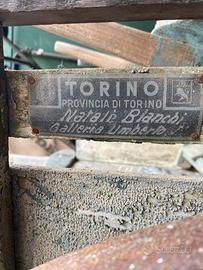 TORINO
PROVINCIA DI TORINO
Natale Bianchi
Galleria Umberto I